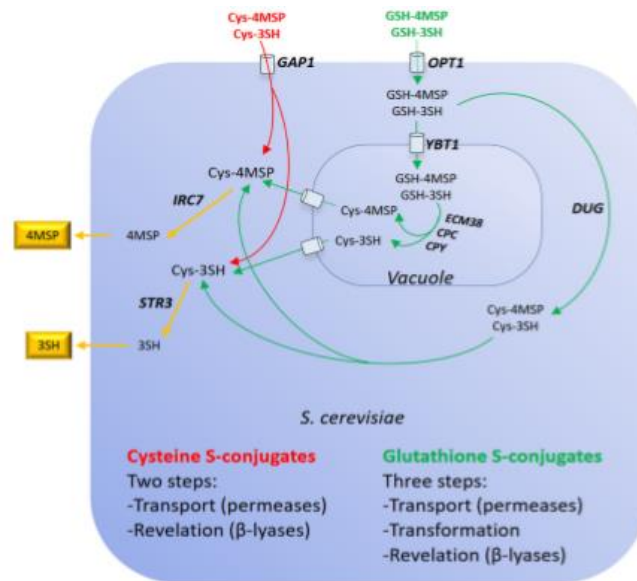 Cys-4MSP
Cys-3SH
GSH-4MSP
GSH-3SH
GAP1
OPT1
GSH-4MSP
GSH-3SH
YBT1
GSH-4MSP
GSH-3SH
Cys-4MSP
IRC7
Cys-4MSP
ECM38
CPC
CPY
DUG
4MSP
4MSP
Cys-3SH
Cys-3SH
Vacuole
STR3
Cys-4MSP
Cys-3SH
3SH
3SH
S. cerevisiae
Cysteine S-conjugates
Two steps:
-Transport (permeases)
-Revelation (β-lyases)
Glutathione S-conjugates
Three steps:
-Transport (permeases)
-Transformation
-Revelation (β-lyases)